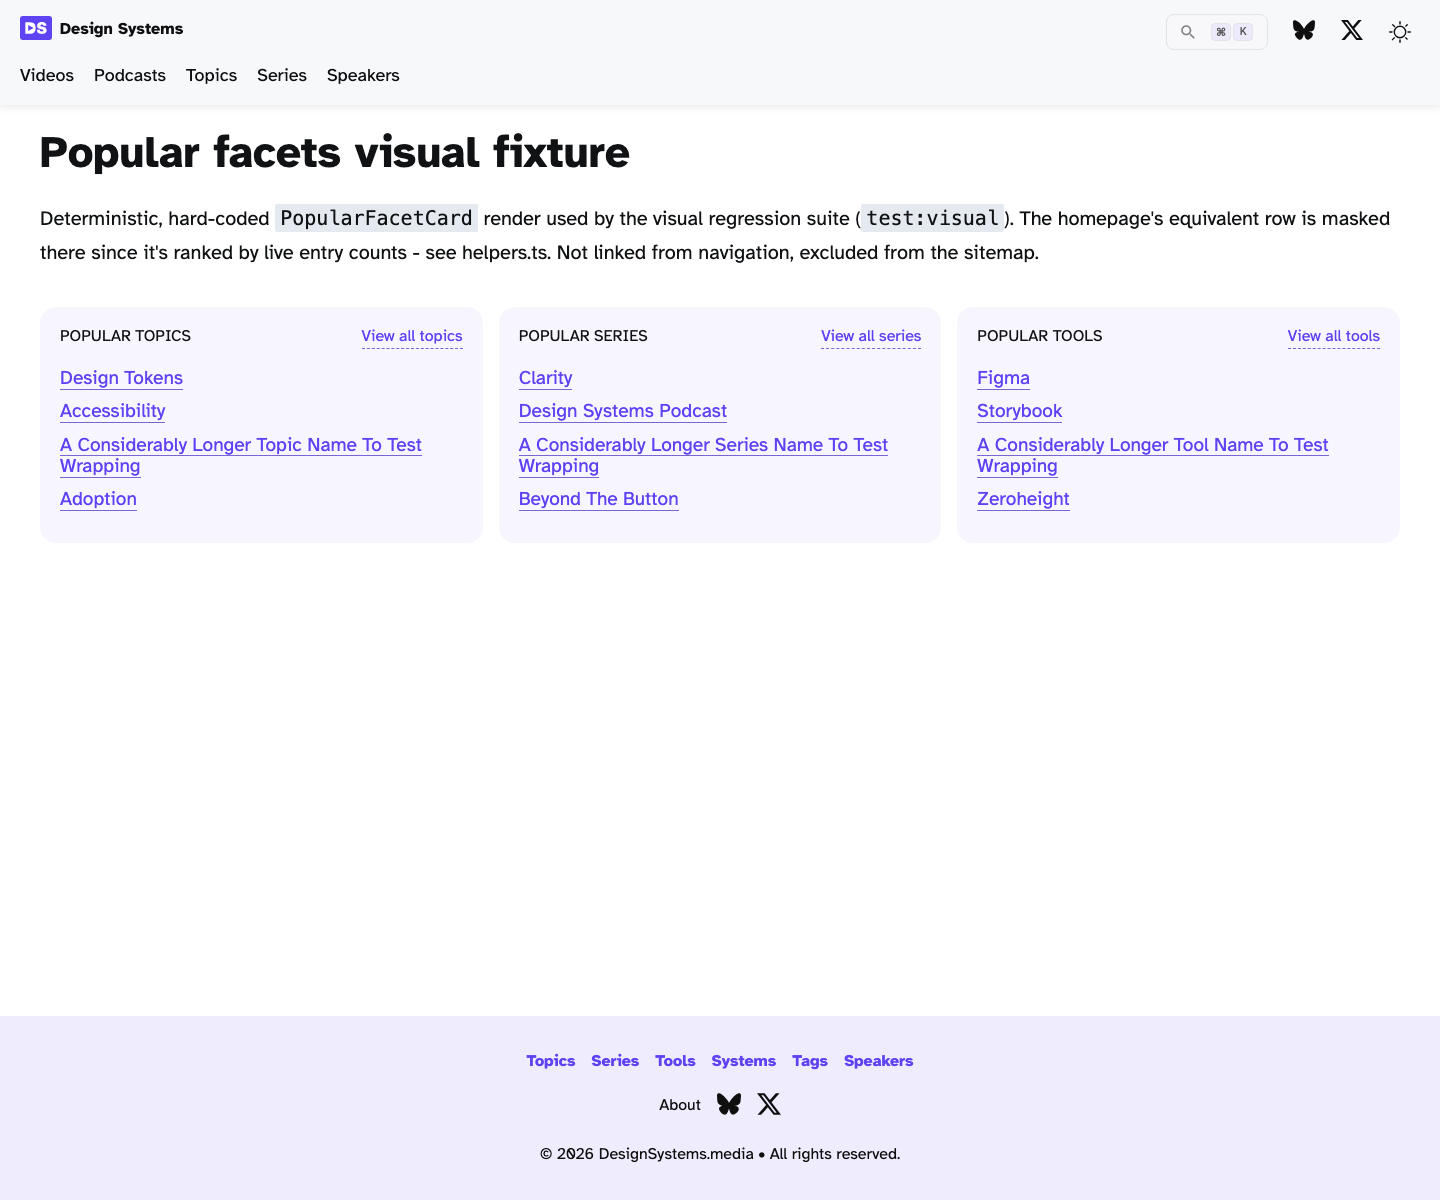 DS Design Systems
⌘ K
Videos Podcasts Topics Series Speakers
Popular facets visual fixture
Deterministic, hard-coded PopularFacetCard render used by the visual regression suite (test:visual). The homepage's equivalent row is masked
there since it's ranked by live entry counts - see helpers.ts. Not linked from navigation, excluded from the sitemap.
POPULAR TOPICS View all topics
Design Tokens
Accessibility
A Considerably Longer Topic Name To Test
Wrapping
Adoption
POPULAR SERIES View all series
Clarity
Design Systems Podcast
A Considerably Longer Series Name To Test
Wrapping
Beyond The Button
POPULAR TOOLS View all tools
Figma
Storybook
A Considerably Longer Tool Name To Test
Wrapping
Zeroheight
Topics Series Tools Systems Tags Speakers
About
© 2026 DesignSystems.media • All rights reserved.